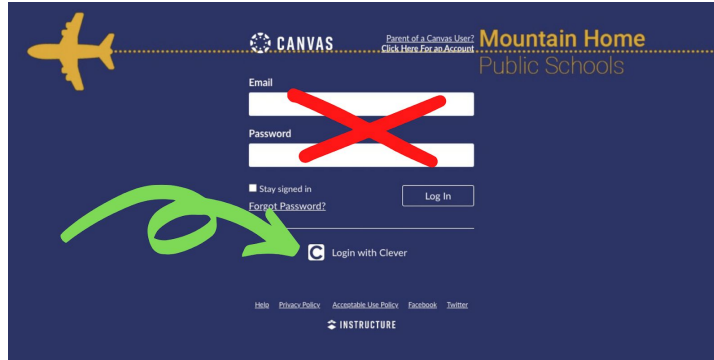 CANVAS
Parent of a Canvas User?
Click Here For an Account
Mountain Home
Public Schools
Email
Password
Stay signed in
Forgot Password?
Log In
C
Login with Clever
Help Privacy Policy Acceptable Use Policy Facebook Twitter
INSTRUCTURE